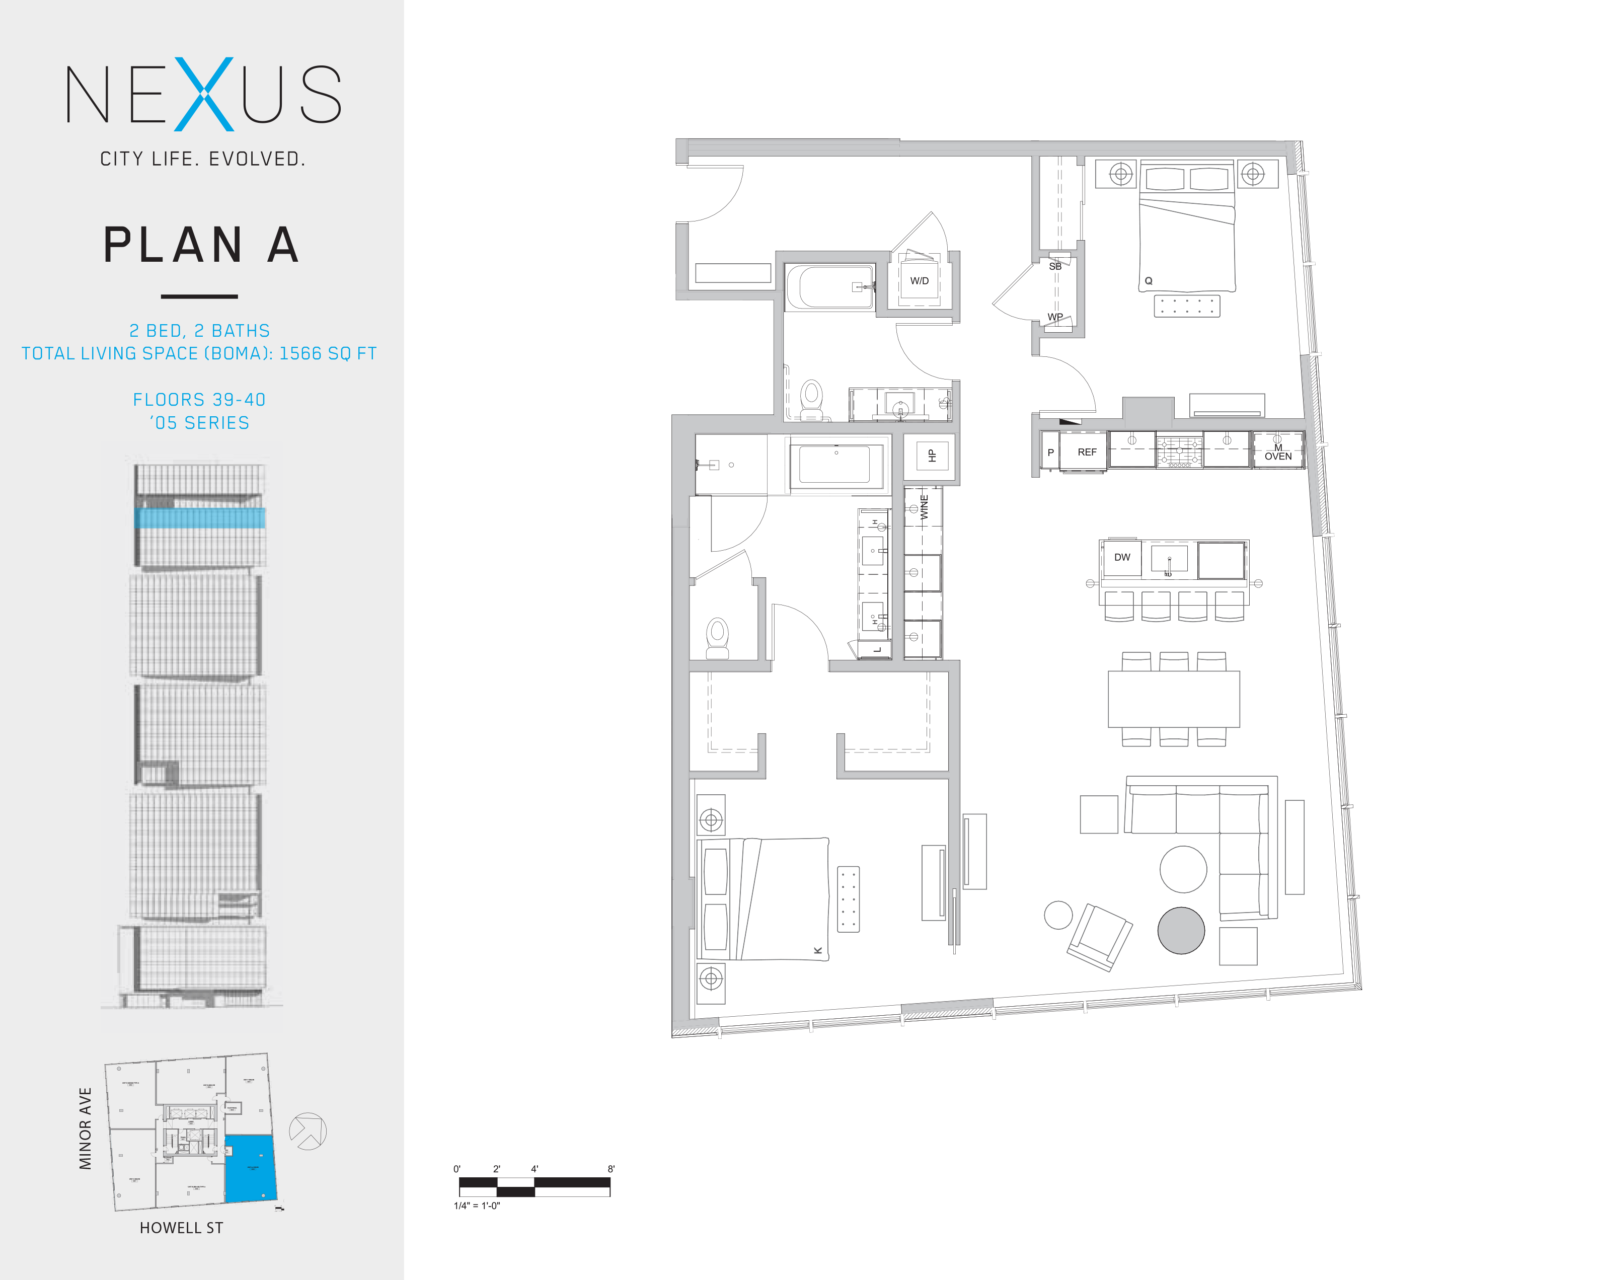 NEXUS
CITY LIFE. EVOLVED.
PLAN A
2 BED, 2 BATHS
TOTAL LIVING SPACE (BOMA): 1566 SQ FT
FLOORS 39-40
‘05 SERIES
MINOR AVE
HOWELL ST
W/D
SB
WP
Q
HP
P
REF
M.
OVEN
WINE
DW
H
H
L
K
0'
2'
4'
8'
1/4" = 1'-0"